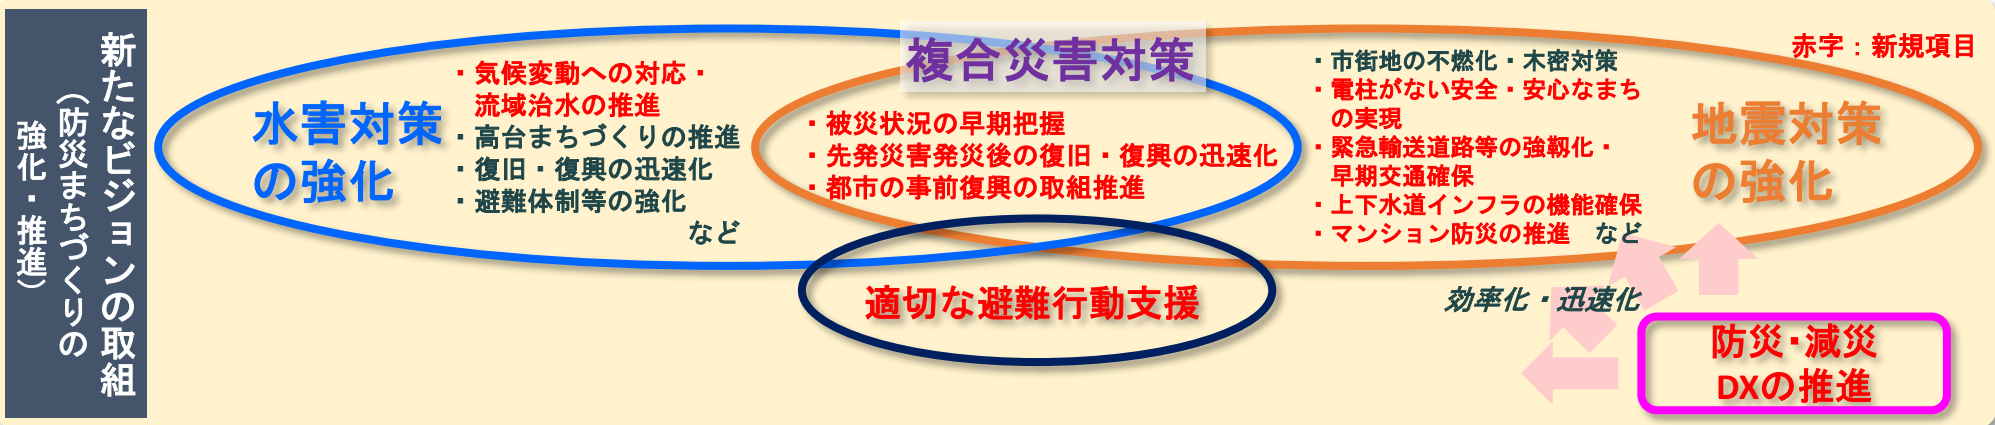 新たなビジョンの取組
（防災まちづくりの
強化・推進）
水害対策
の強化
・気候変動への対応・
流域治水の推進
・高台まちづくりの推進
・復旧・復興の迅速化
・避難体制等の強化
など
複合災害対策
・被災状況の早期把握
・先発災害発災後の復旧・復興の迅速化
・都市の事前復興の取組推進
適切な避難行動支援
赤字：新規項目
・市街地の不燃化・木密対策
・電柱がない安全・安心なまち
の実現
・緊急輸送道路等の強靱化・
早期交通確保
・上下水道インフラの機能確保
・マンション防災の推進　など
地震対策
の強化
効率化・迅速化
防災・減災
DXの推進